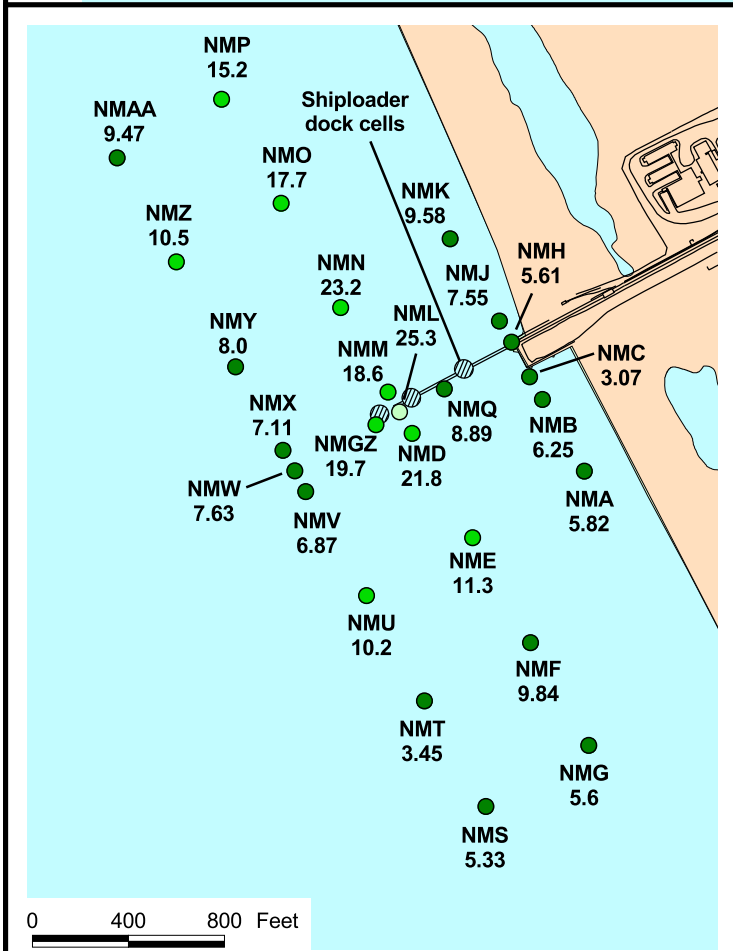 NMP
15.2
NMAA
9.47
Shiploader
dock cells
NMO
17.7
NMK
9.58
NMZ
10.5
NMH
5.61
NMN
23.2
NMJ
7.55
NML
25.3
NMY
8.0
NMM
18.6
NMC
3.07
NMX
7.11
NMQ
8.89
NMB
6.25
NMGZ
19.7
NMD
21.8
NMW
7.63
NMA
5.82
NMV
6.87
NME
11.3
NMU
10.2
NMF
9.84
NMT
3.45
NMG
5.6
NMS
5.33
0 400 800 Feet